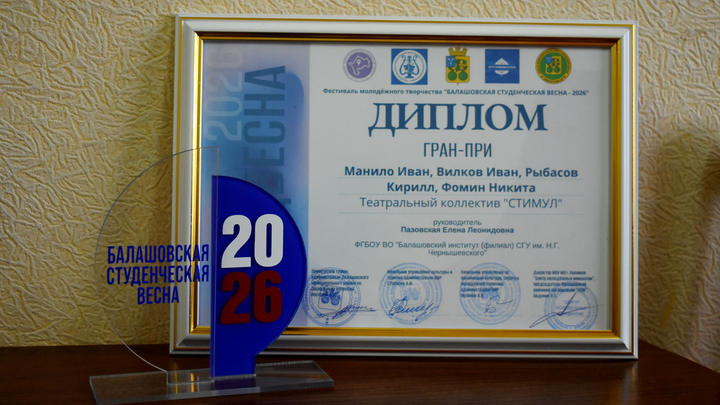 2026
ВЕСНА
Фестиваль молодёжного творчества "БАЛАШОВСКАЯ СТУДЕНЧЕСКАЯ ВЕСНА - 2026"
ДИПЛОМ
ГРАН-ПРИ
Манило Иван, Вилков Иван, Рыбасов
Кирилл, Фомин Никита
Театральный коллектив "СТИМУЛ"
руководитель
Пазовская Елена Леонидовна
ФГБОУ ВО "Балашовский институт (филиал) СГУ им. Н.Г.
Чернышевского"
БАЛАШОВСКАЯ
СТУДЕНЧЕСКАЯ
ВЕСНА
20
26